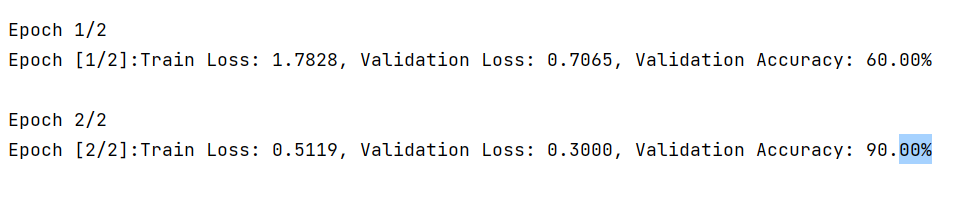 Epoch 1/2
Epoch [1/2]:Train Loss: 1.7828, Validation Loss: 0.7065, Validation Accuracy: 60.00%
Epoch 2/2
Epoch [2/2]:Train Loss: 0.5119, Validation Loss: 0.3000, Validation Accuracy: 90.00%